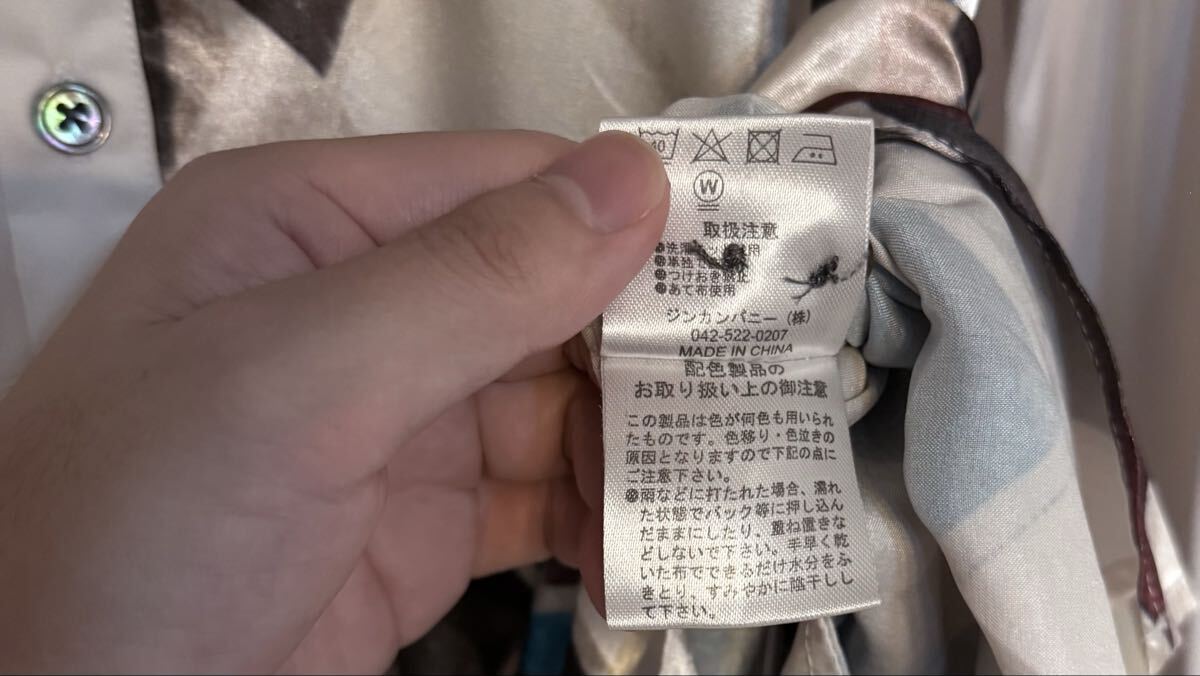 40
W
取扱注意
つけおき禁止
あて布使用
ジンカンパニー(株)
042-522-0207
MADE IN CHINA
配色製品の
お取り扱い上の御注意
この製品は色が何色も用いられ
たものです。色移り・色泣きの
原因となりますので下記の点に
ご注意下さい。
雨などに打たれた場合、濡れ
た状態でバック等に押し込ん
だままにしたり、重ね置きな
どしないで下さい。手早く乾
いた布でできるだけ水分をふ
きとり、すみやかに陰干しし
て下さい。